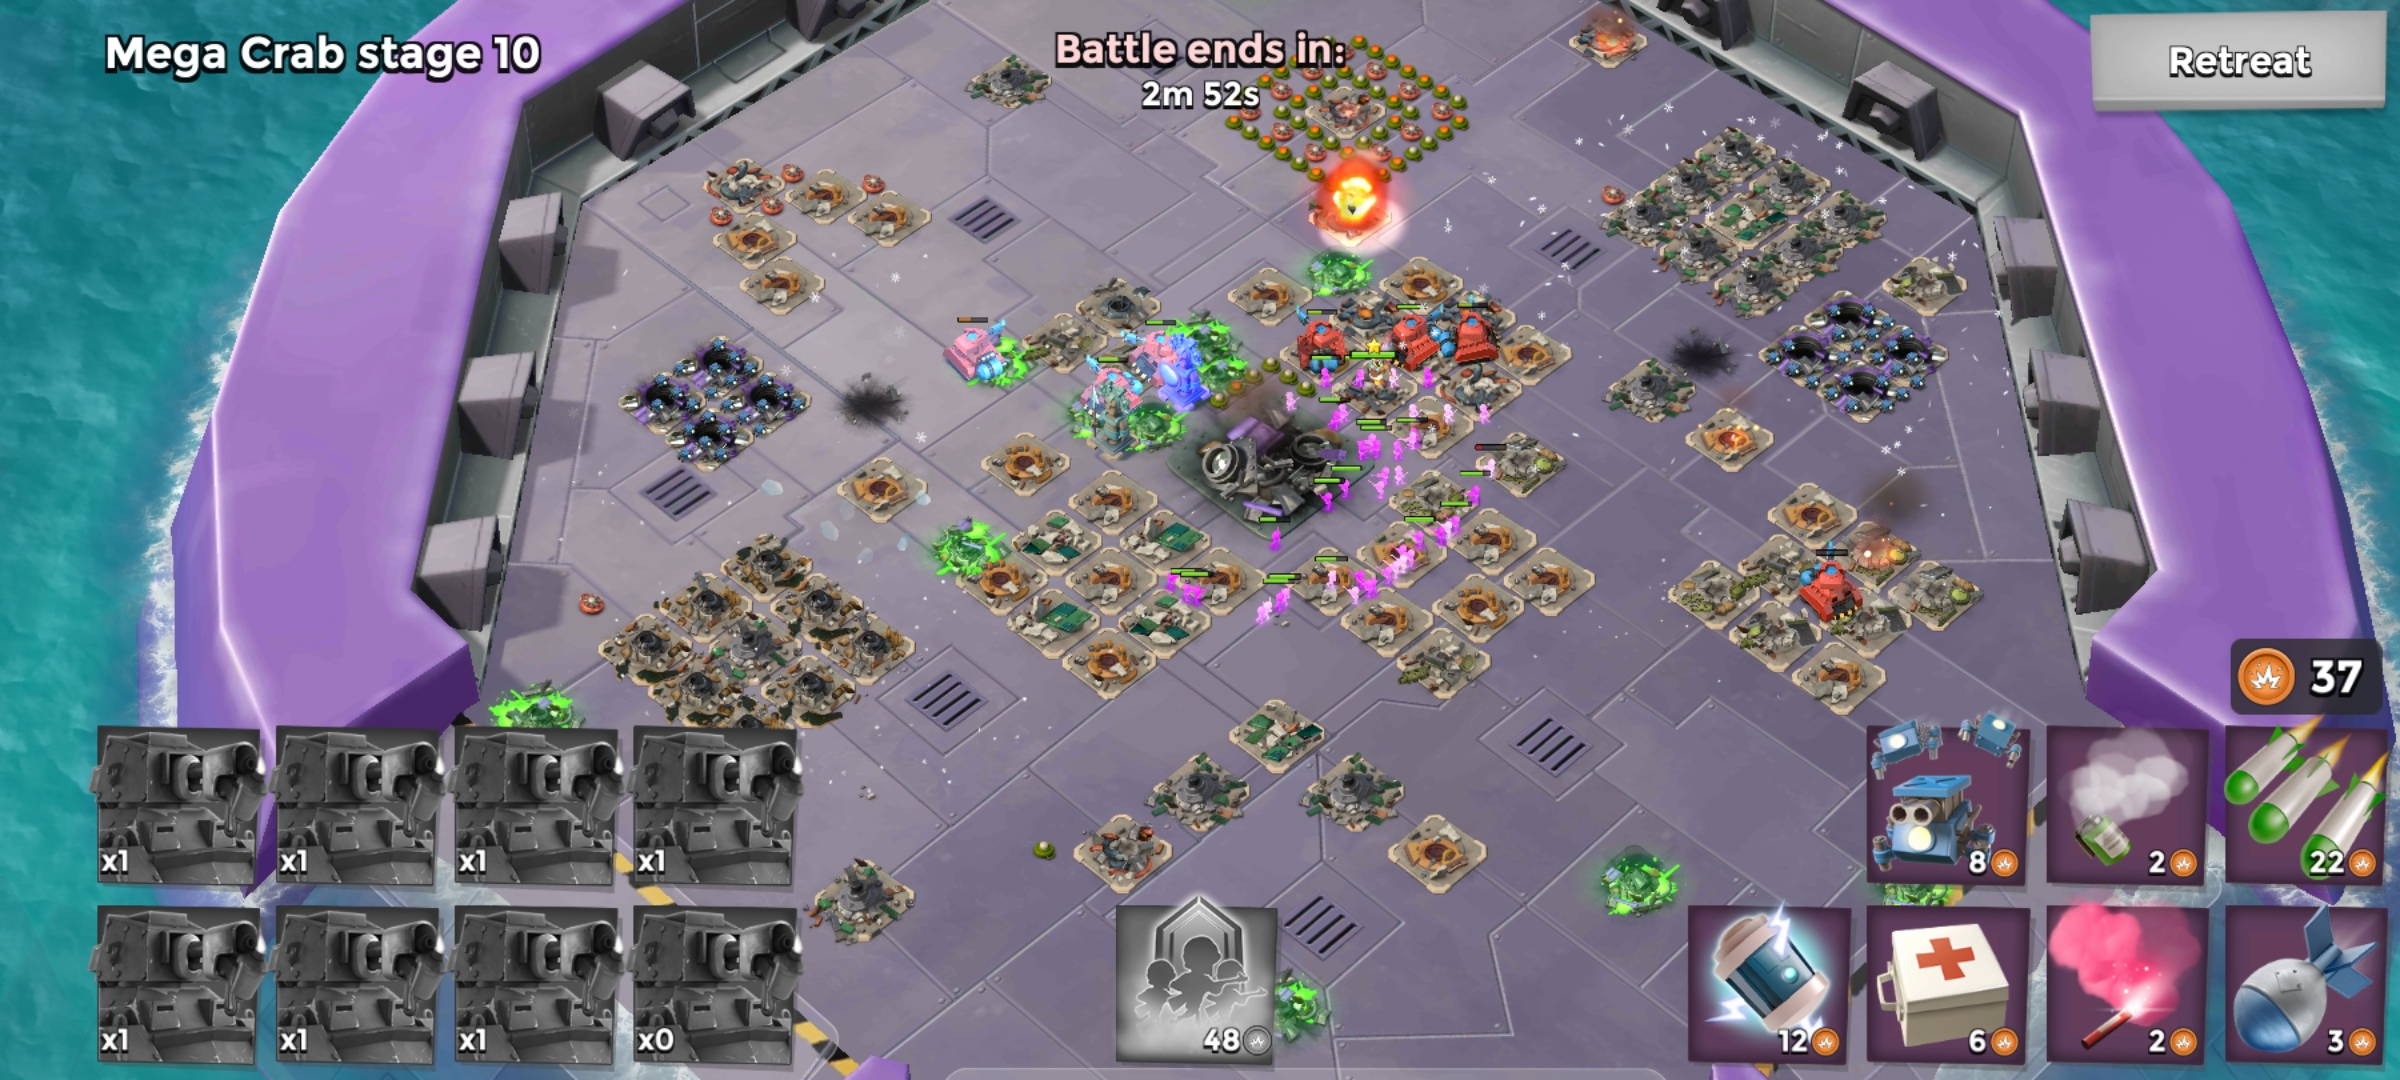 Mega Crab stage 10
Battle ends in:
2m 52s
Retreat
37
x1
x1
x1
x1
8
2
22
x1
x1
x1
x0
48
12
6
2
3